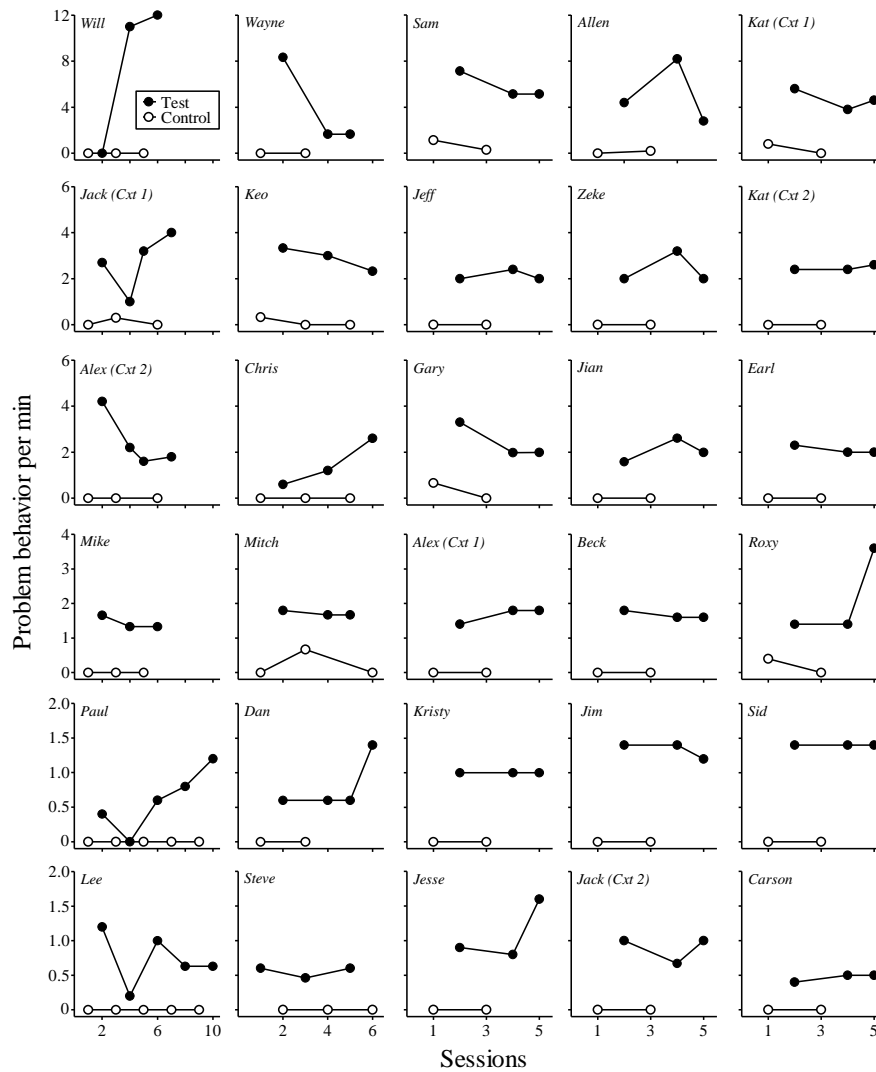 12
8
4
0
Will
Test
Control
Wayne
Sam
Allen
Kat (Cxt 1)
6
4
2
0
Jack (Cxt 1)
Keo
Jeff
Zeke
Kat (Cxt 2)
6
4
2
0
Alex (Cxt 2)
Chris
Gary
Jian
Earl
Problem behavior per min
4
3
2
1
0
Mike
Mitch
Alex (Cxt 1)
Beck
Roxy
2.0
1.5
1.0
0.5
0
Paul
Dan
Kristy
Jim
Sid
2.0
1.5
1.0
0.5
0
Lee
Steve
Jesse
Jack (Cxt 2)
Carson
2 6 10 2 4 6 1 3 5 1 3 5 1 3 5
Sessions